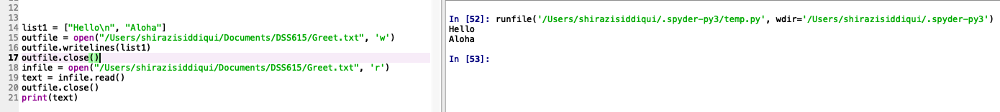 12
13
14 list1 = ["Hello\n", "Aloha"]
15 outfile = open("/Users/shirazisiddiqui/Documents/DSS615/Greet.txt", 'w')
16 outfile.writelines(list1)
17 outfile.close()
18 infile = open("/Users/shirazisiddiqui/Documents/DSS615/Greet.txt", 'r')
19 text = infile.read()
20 outfile.close()
21 print(text)
In [52]: runfile('/Users/shirazisiddiqui/.spyder-py3/temp.py', wdir='/Users/shirazisiddiqui/.spyder-py3')
Hello
Aloha
In [53]: